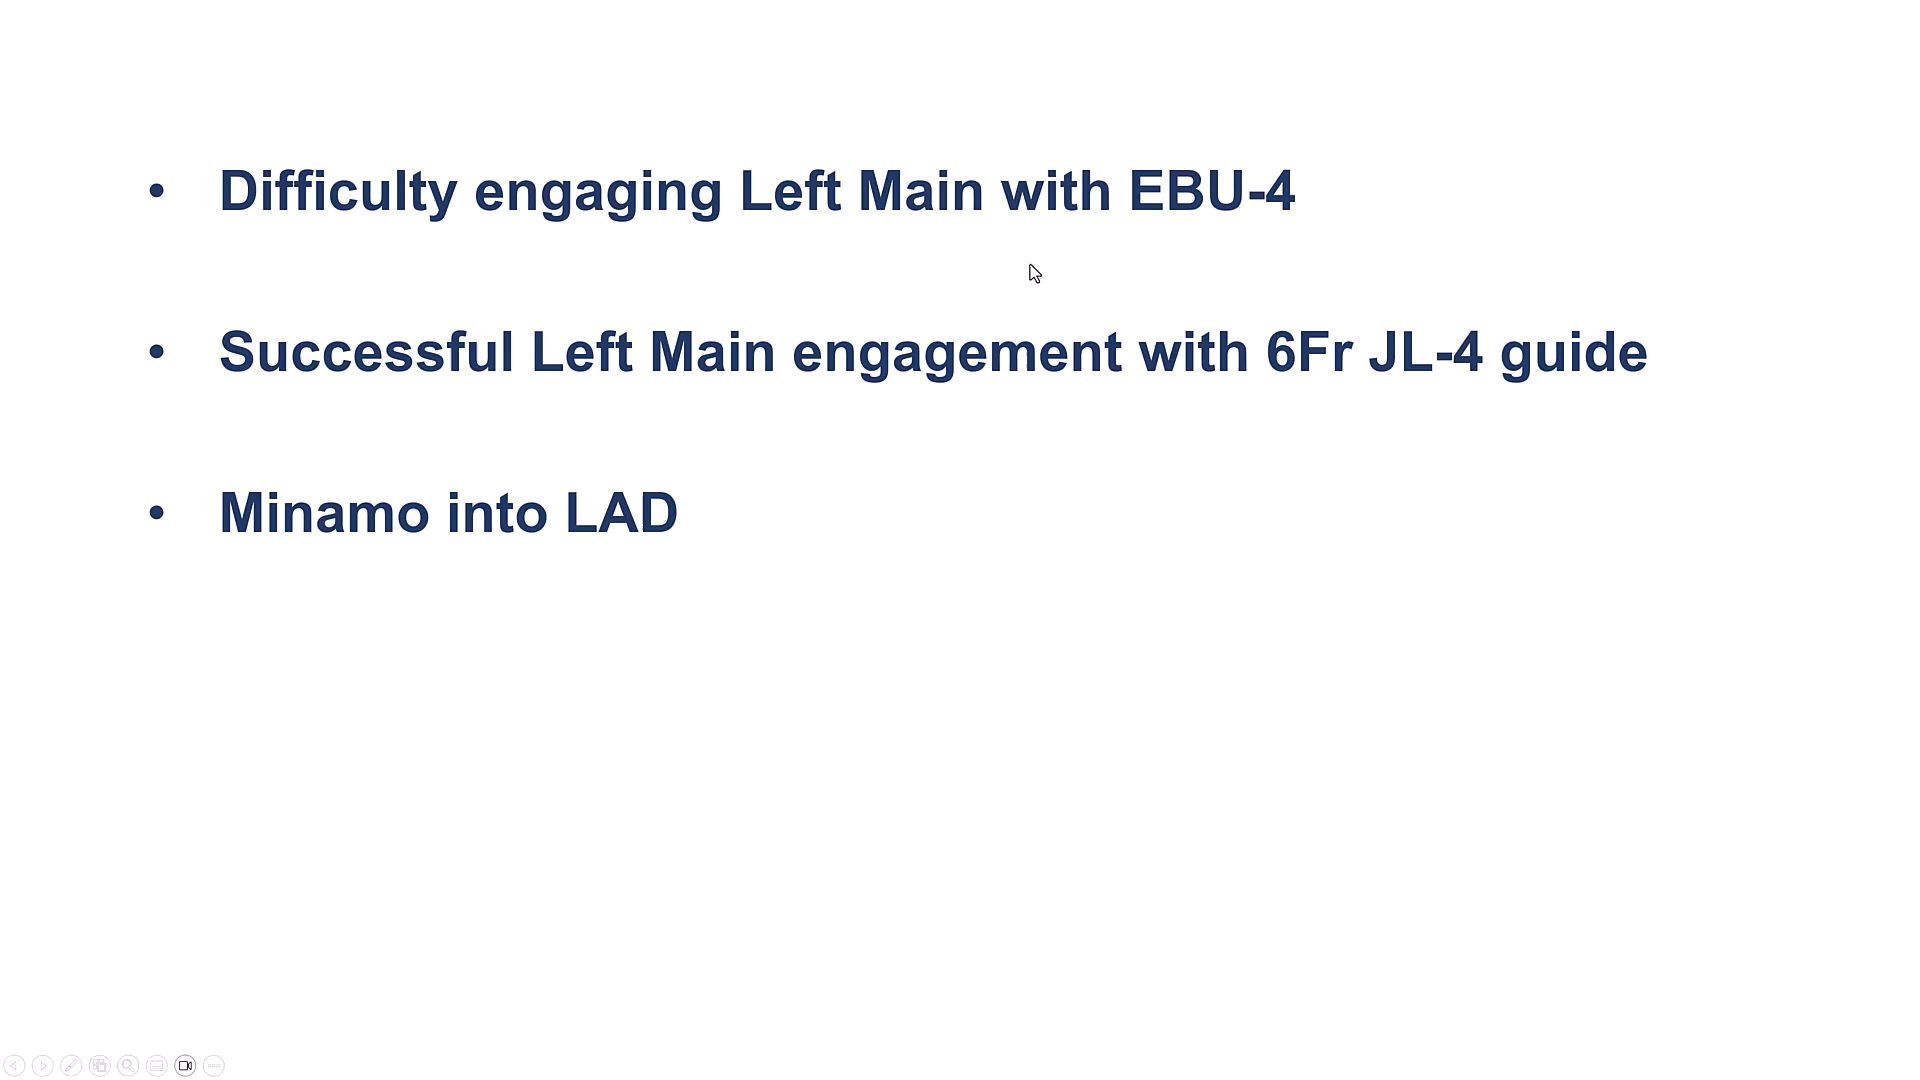 • Difficulty engaging Left Main with EBU-4
• Successful Left Main engagement with 6Fr JL-4 guide
• Minamo into LAD